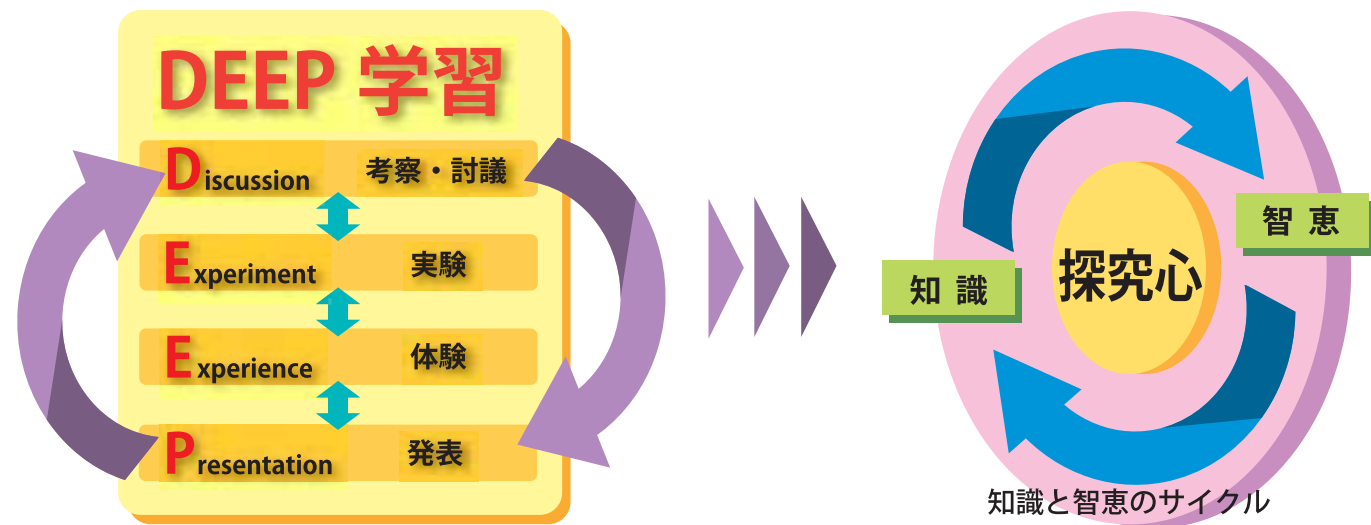 DEEP 学習
Discussion 考察・討議
Experiment 実験
Experience 体験
Presentation 発表
智恵
知識
探究心
知識と智恵のサイクル